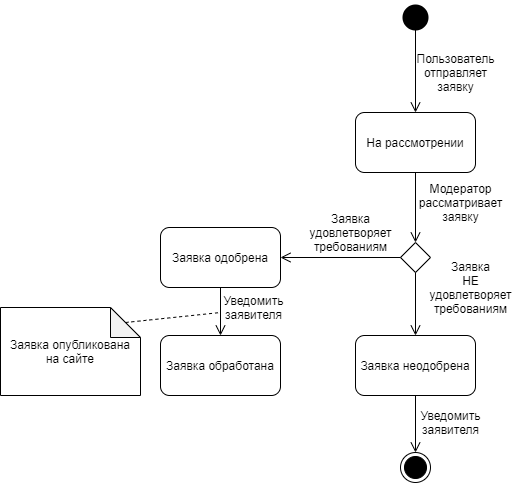 Пользователь
отправляет
заявку
На рассмотрении
Модератор
рассматривает
заявку
Заявка
удовлетворяет
требованиям
Заявка
НЕ
удовлетворяет
требованиям
Заявка одобрена
Уведомить
заявителя
Заявка опубликована
на сайте
Заявка обработана
Заявка неодобрена
Уведомить
заявителя